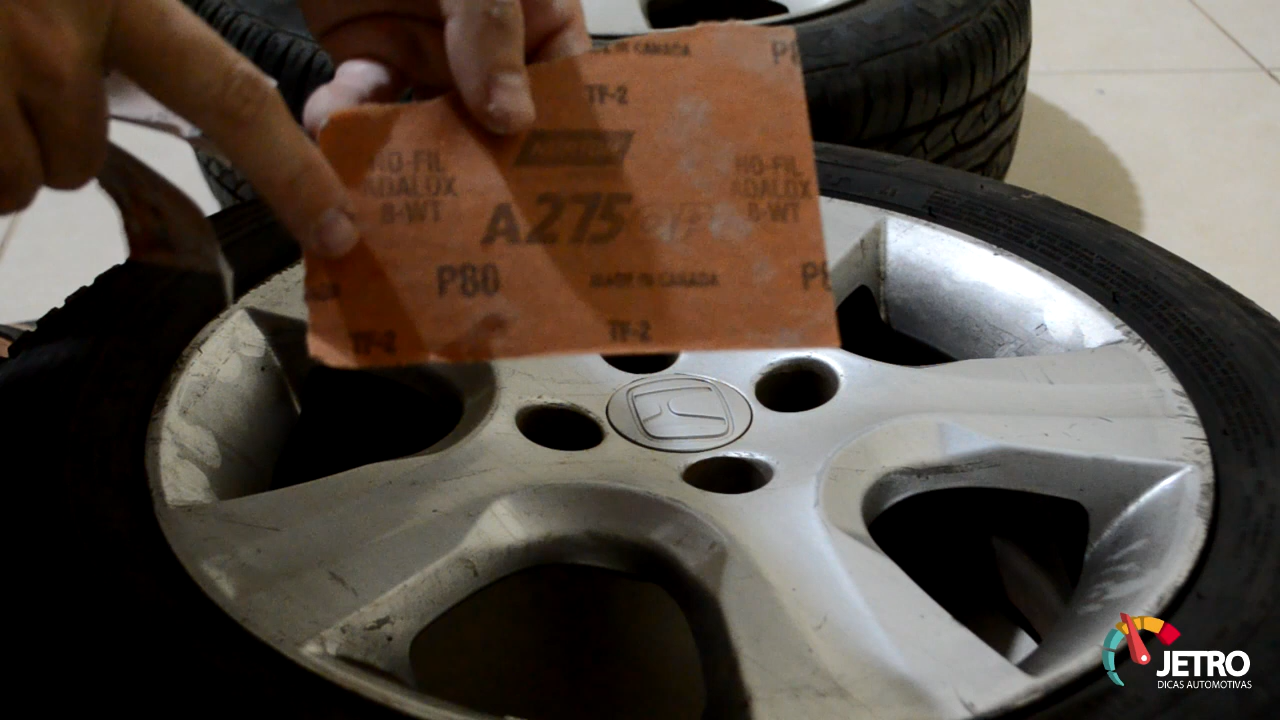 MADE IN CANADA
TF-2
NORTON
NO-FIL
ADALOX
B-WT
NO-FIL
ADALOX
B-WT
A275
P80
MADE IN CANADA
TF-2
TF-2
JETRO
DICAS AUTOMOTIVAS